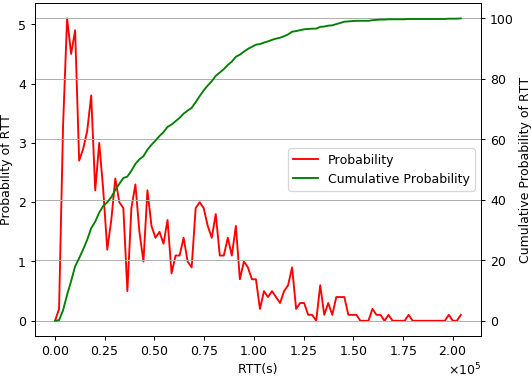 5
4
3
2
1
0
Probability of RTT
100
80
60
40
20
0
Cumulative Probability of RTT
Probability
Cumulative Probability
0.00 0.25 0.50 0.75 1.00 1.25 1.50 1.75 2.00
RTT(s)
×10⁵